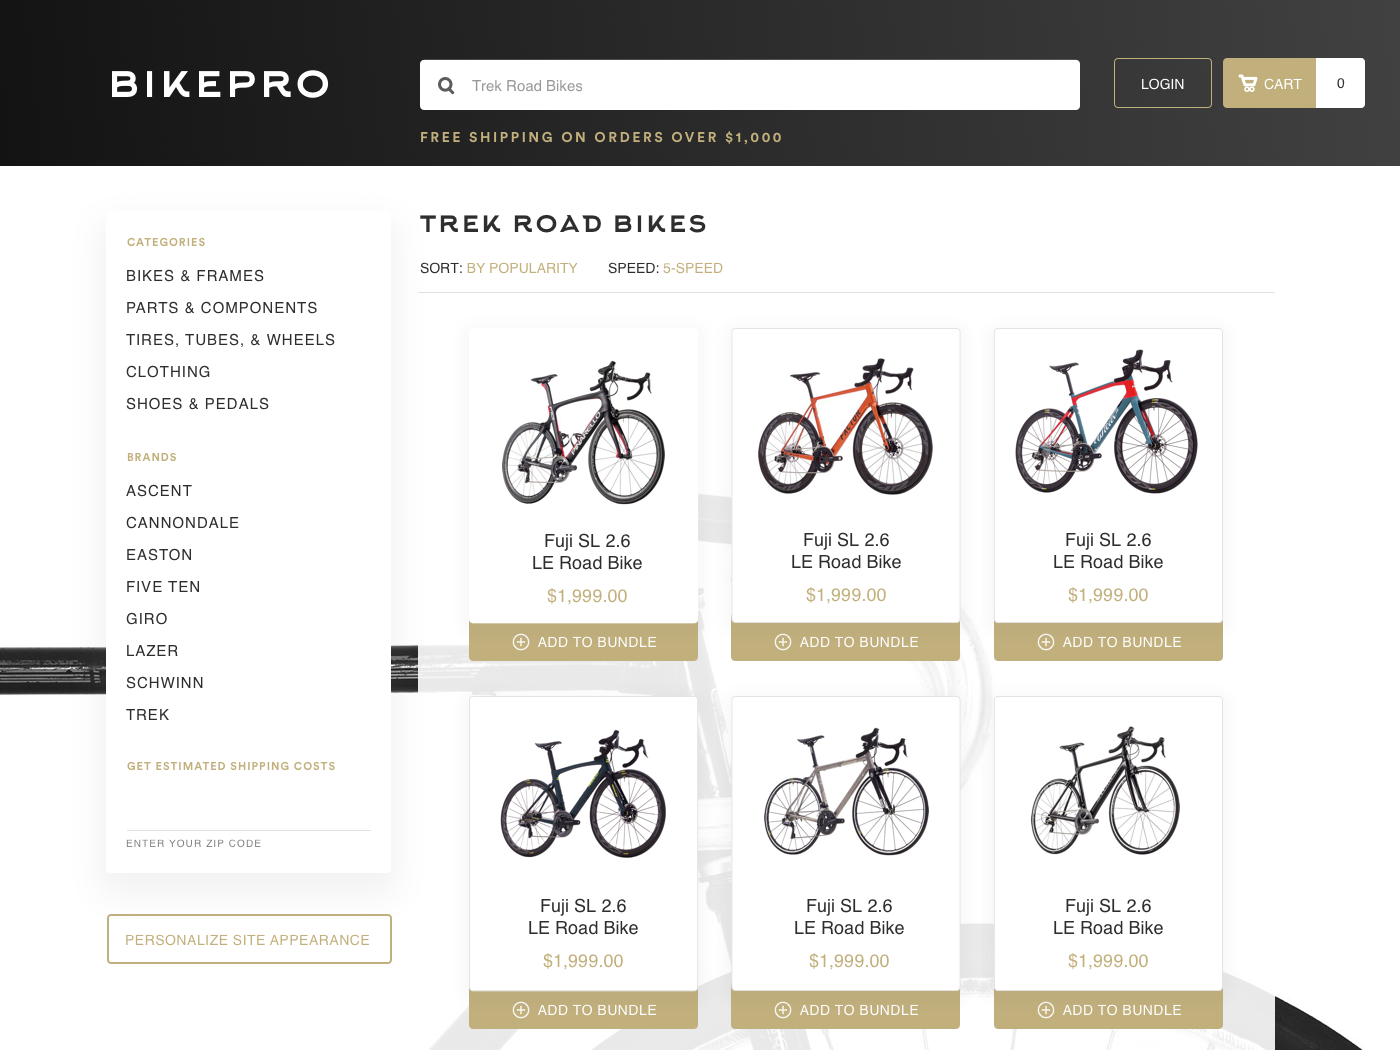 BIKEPRO
Trek Road Bikes
LOGIN
CART
0
FREE SHIPPING ON ORDERS OVER $1,000
CATEGORIES
BIKES & FRAMES
PARTS & COMPONENTS
TIRES, TUBES, & WHEELS
CLOTHING
SHOES & PEDALS
BRANDS
ASCENT
CANNONDALE
EASTON
FIVE TEN
GIRO
LAZER
SCHWINN
TREK
GET ESTIMATED SHIPPING COSTS
ENTER YOUR ZIP CODE
PERSONALIZE SITE APPEARANCE
TREK ROAD BIKES
SORT: BY POPULARITY
SPEED: 5-SPEED
PINARELLO
Fuji SL 2.6
LE Road Bike
$1,999.00
ADD TO BUNDLE
FACTOR
Fuji SL 2.6
LE Road Bike
$1,999.00
ADD TO BUNDLE
Wilier
Fuji SL 2.6
LE Road Bike
$1,999.00
ADD TO BUNDLE
Fuji SL 2.6
LE Road Bike
$1,999.00
ADD TO BUNDLE
Fuji SL 2.6
LE Road Bike
$1,999.00
ADD TO BUNDLE
Fuji SL 2.6
LE Road Bike
$1,999.00
ADD TO BUNDLE